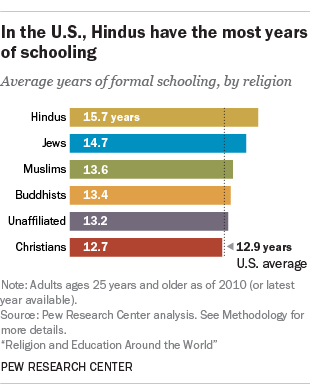 In the U.S., Hindus have the most years
of schooling
Average years of formal schooling, by religion
Hindus 15.7 years
Jews 14.7
Muslims 13.6
Buddhists 13.4
Unaffiliated 13.2
Christians 12.7
12.9 years
U.S. average
Note: Adults ages 25 years and older as of 2010 (or latest
year available).
Source: Pew Research Center analysis. See Methodology for
more details.
“Religion and Education Around the World”
PEW RESEARCH CENTER